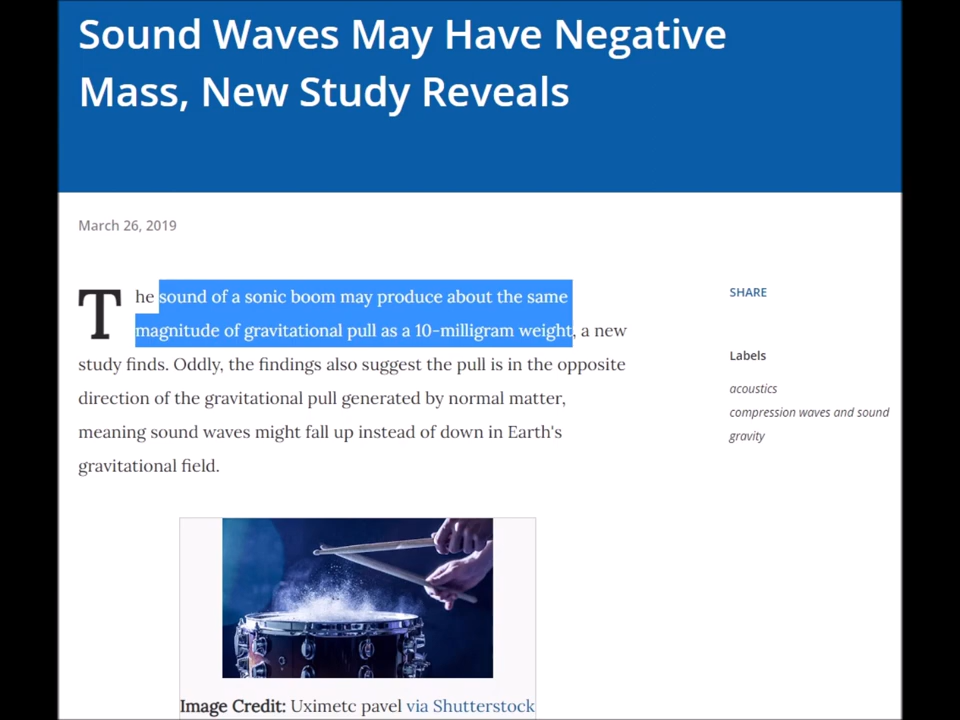 Sound Waves May Have Negative
Mass, New Study Reveals
March 26, 2019
The sound of a sonic boom may produce about the same
magnitude of gravitational pull as a 10-milligram weight, a new
study finds. Oddly, the findings also suggest the pull is in the opposite
direction of the gravitational pull generated by normal matter,
meaning sound waves might fall up instead of down in Earth's
gravitational field.
SHARE
Labels
acoustics
compression waves and sound
gravity
Image Credit: Uximetc pavel via Shutterstock